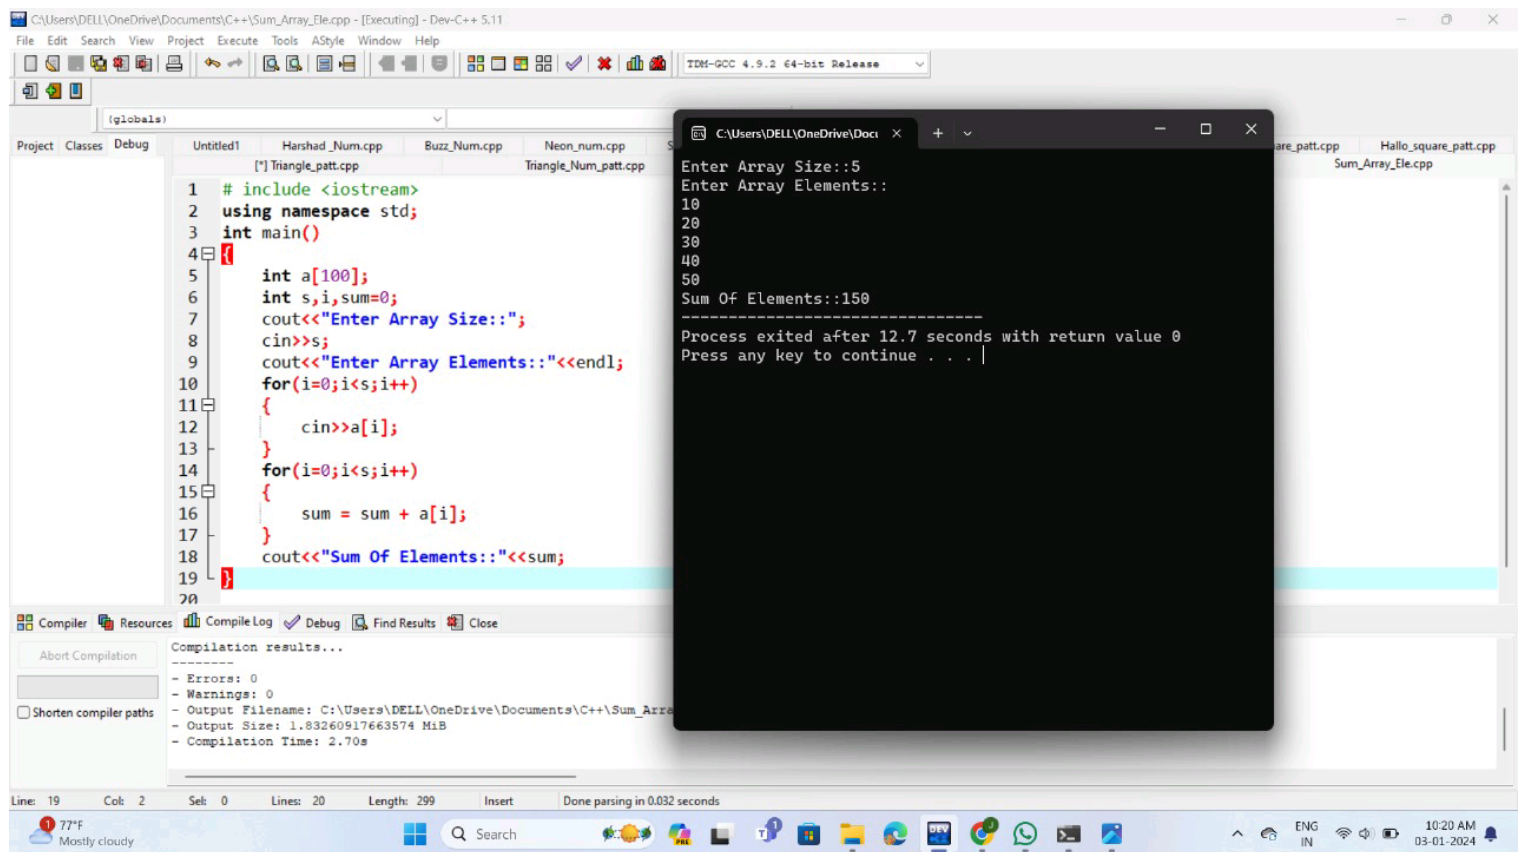 C:\Users\DELL\OneDrive\Documents\C++\Sum_Array_Ele.cpp - [Executing] - Dev-C++ 5.11
File Edit Search View Project Execute Tools AStyle Window Help
TDM-GCC 4.9.2 64-bit Release
(globals)
Project Classes Debug
Untitled1 Harshad _Num.cpp Buzz_Num.cpp Neon_num.cpp
are_patt.cpp Hallo_square_patt.cpp
[*] Triangle_patt.cpp Triangle_Num_patt.cpp Sum_Array_Ele.cpp
1 # include <iostream>
2 using namespace std;
3 int main()
4 {
5 int a[100];
6 int s,i,sum=0;
7 cout<<"Enter Array Size::";
8 cin>>s;
9 cout<<"Enter Array Elements::"<<endl;
10 for(i=0;i<s;i++)
11 {
12 cin>>a[i];
13 }
14 for(i=0;i<s;i++)
15 {
16 sum = sum + a[i];
17 }
18 cout<<"Sum Of Elements::"<<sum;
19 }
20
C:\Users\DELL\OneDrive\Docu
Enter Array Size::5
Enter Array Elements::
10
20
30
40
50
Sum Of Elements::150
--------------------------------
Process exited after 12.7 seconds with return value 0
Press any key to continue . . .
Compiler Resources Compile Log Debug Find Results Close
Abort Compilation
Shorten compiler paths
Compilation results...
--------
- Errors: 0
- Warnings: 0
- Output Filename: C:\Users\DELL\OneDrive\Documents\C++\Sum_Arra
- Output Size: 1.83260917663574 MiB
- Compilation Time: 2.70s
Line: 19 Col: 2 Sel: 0 Lines: 20 Length: 299 Insert Done parsing in 0.032 seconds
1
77°F
Mostly cloudy
Search
PRE
DEV
ENG
IN
10:20 AM
03-01-2024